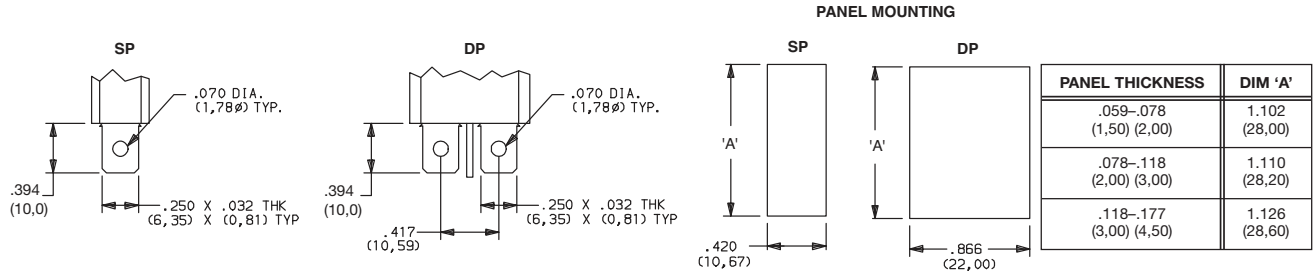 PANEL MOUNTING
SP
DP
SP
DP
.070 DIA.
(1,78ø) TYP.
.394
(10,0)
.250 X .032 THK
(6,35) X (0,81) TYP
.070 DIA.
(1,78ø) TYP.
.394
(10,0)
.250 X .032 THK
(6,35) X (0,81) TYP
.417
(10,59)
'A'
.420
(10,67)
'A'
.866
(22,00)
PANEL THICKNESS DIM 'A'
.059–.078 1.102
(1,50) (2,00) (28,00)
.078–.118 1.110
(2,00) (3,00) (28,20)
.118–.177 1.126
(3,00) (4,50) (28,60)